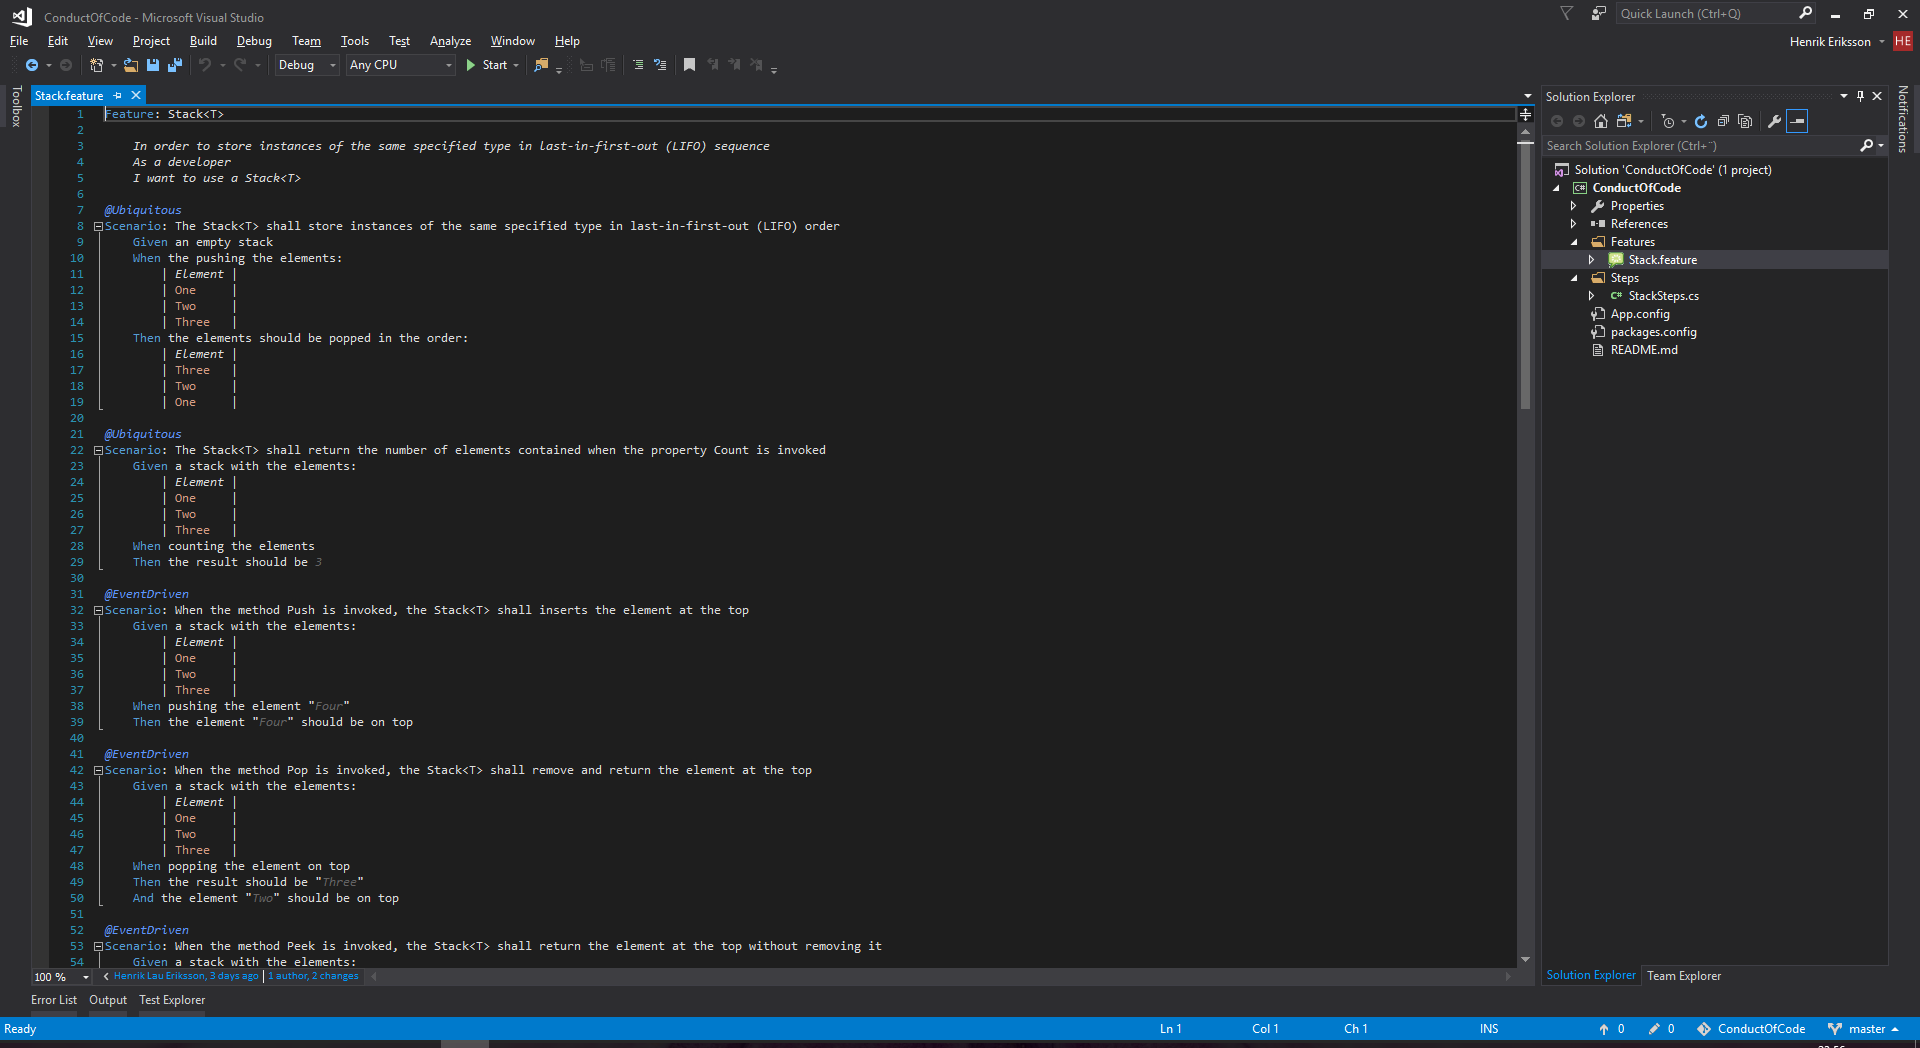 ConductOfCode - Microsoft Visual Studio
Quick Launch (Ctrl+Q)
File Edit View Project Build Debug Team Tools Test Analyze Window Help
Henrik Eriksson HE
Debug Any CPU Start
Toolbox
Stack.feature
1 Feature: Stack<T>
2
3 In order to store instances of the same specified type in last-in-first-out (LIFO) sequence
4 As a developer
5 I want to use a Stack<T>
6
7 @Ubiquitous
8 Scenario: The Stack<T> shall store instances of the same specified type in last-in-first-out (LIFO) order
9 Given an empty stack
10 When the pushing the elements:
11 | Element |
12 | One |
13 | Two |
14 | Three |
15 Then the elements should be popped in the order:
16 | Element |
17 | Three |
18 | Two |
19 | One |
20
21 @Ubiquitous
22 Scenario: The Stack<T> shall return the number of elements contained when the property Count is invoked
23 Given a stack with the elements:
24 | Element |
25 | One |
26 | Two |
27 | Three |
28 When counting the elements
29 Then the result should be 3
30
31 @EventDriven
32 Scenario: When the method Push is invoked, the Stack<T> shall inserts the element at the top
33 Given a stack with the elements:
34 | Element |
35 | One |
36 | Two |
37 | Three |
38 When pushing the element "Four"
39 Then the element "Four" should be on top
40
41 @EventDriven
42 Scenario: When the method Pop is invoked, the Stack<T> shall remove and return the element at the top
43 Given a stack with the elements:
44 | Element |
45 | One |
46 | Two |
47 | Three |
48 When popping the element on top
49 Then the result should be "Three"
50 And the element "Two" should be on top
51
52 @EventDriven
53 Scenario: When the method Peek is invoked, the Stack<T> shall return the element at the top without removing it
54 Given a stack with the elements:
100 % Henrik Lau Eriksson, 3 days ago | 1 author, 2 changes
Solution Explorer
Search Solution Explorer (Ctrl+¨)
Solution 'ConductOfCode' (1 project)
C# ConductOfCode
Properties
References
Features
Stack.feature
Steps
C# StackSteps.cs
App.config
packages.config
README.md
Solution Explorer Team Explorer
Notifications
Error List Output Test Explorer
Ready Ln 1 Col 1 Ch 1 INS 0 0 ConductOfCode master